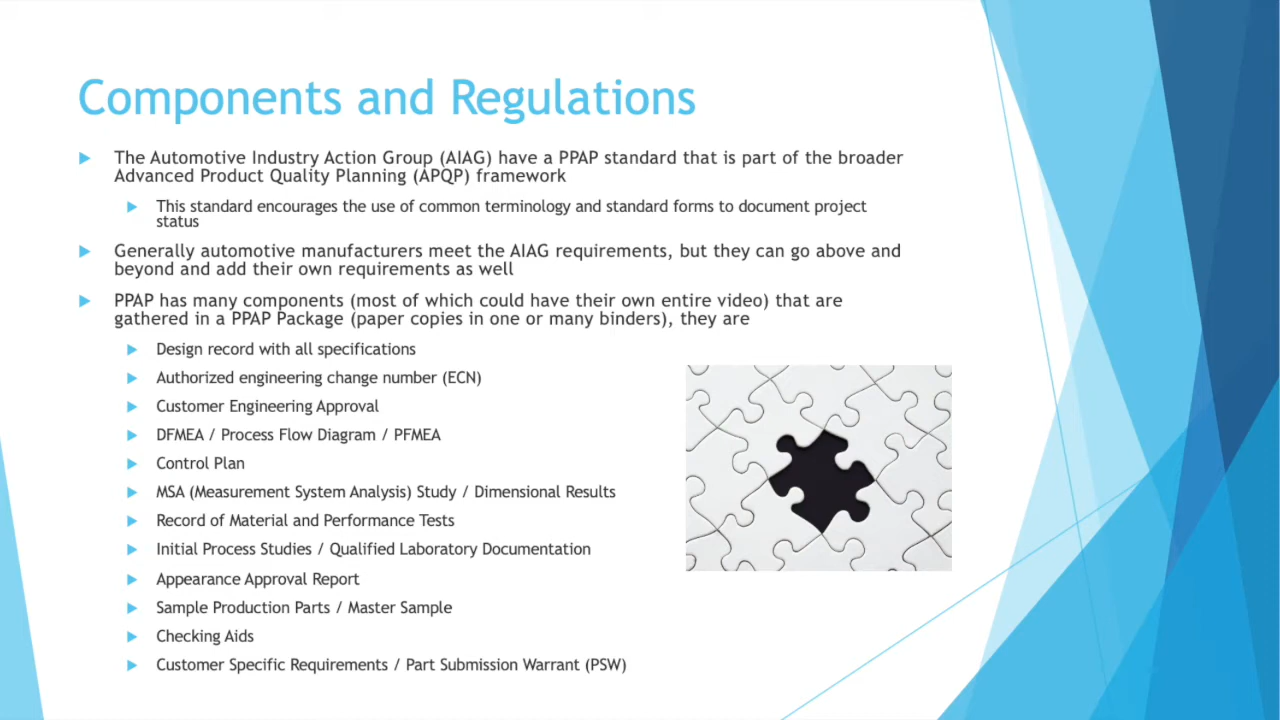 Components and Regulations
The Automotive Industry Action Group (AIAG) have a PPAP standard that is part of the broader
Advanced Product Quality Planning (APQP) framework
This standard encourages the use of common terminology and standard forms to document project
status
Generally automotive manufacturers meet the AIAG requirements, but they can go above and
beyond and add their own requirements as well
PPAP has many components (most of which could have their own entire video) that are
gathered in a PPAP Package (paper copies in one or many binders), they are
Design record with all specifications
Authorized engineering change number (ECN)
Customer Engineering Approval
DFMEA / Process Flow Diagram / PFMEA
Control Plan
MSA (Measurement System Analysis) Study / Dimensional Results
Record of Material and Performance Tests
Initial Process Studies / Qualified Laboratory Documentation
Appearance Approval Report
Sample Production Parts / Master Sample
Checking Aids
Customer Specific Requirements / Part Submission Warrant (PSW)